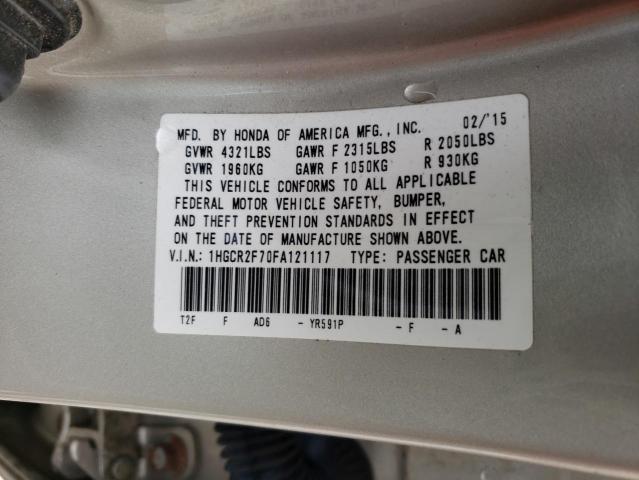 MFD. BY HONDA OF AMERICA MFG., INC. 02/'15
GVWR 4321LBS GAWR F 2315LBS R 2050LBS
GVWR 1960KG GAWR F 1050KG R 930KG
THIS VEHICLE CONFORMS TO ALL APPLICABLE
FEDERAL MOTOR VEHICLE SAFETY, BUMPER,
AND THEFT PREVENTION STANDARDS IN EFFECT
ON THE DATE OF MANUFACTURE SHOWN ABOVE.
V.I.N.: 1HGCR2F70FA121117 TYPE: PASSENGER CAR
T2F F AD6 - YR591P - F - A